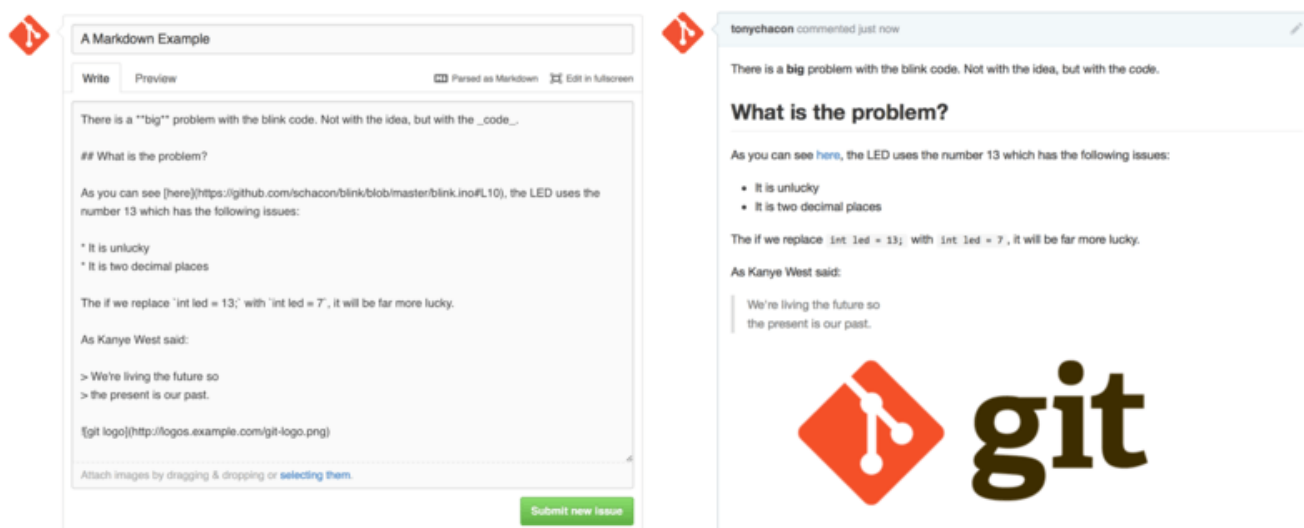 A Markdown Example
Write Preview Parsed as Markdown Edit in fullscreen
There is a **big** problem with the blink code. Not with the idea, but with the _code_.
## What is the problem?
As you can see [here](https://github.com/schacon/blink/blob/master/blink.ino#L10), the LED uses the
number 13 which has the following issues:
* It is unlucky
* It is two decimal places
The if we replace `int led = 13;` with `int led = 7`, it will be far more lucky.
As Kanye West said:
> We're living the future so
> the present is our past.
![git logo](http://logos.example.com/git-logo.png)
Attach images by dragging & dropping or selecting them.
Submit new issue
tonychacon commented just now
There is a big problem with the blink code. Not with the idea, but with the code.
What is the problem?
As you can see here, the LED uses the number 13 which has the following issues:
• It is unlucky
• It is two decimal places
The if we replace int led = 13; with int led = 7, it will be far more lucky.
As Kanye West said:
We're living the future so
the present is our past.
git